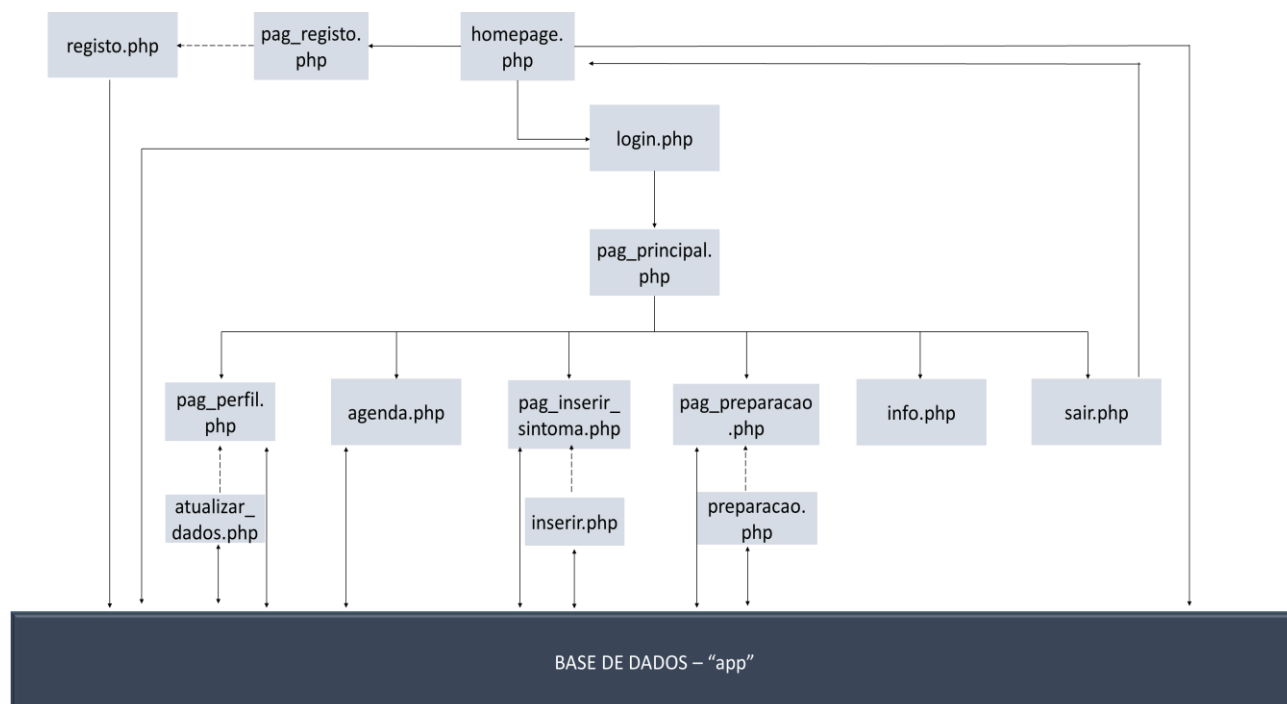 registo.php
pag_registo.
php
homepage.
php
login.php
pag_principal.
php
pag_perfil.
php
agenda.php
pag_inserir_
sintoma.php
pag_preparacao
.php
info.php
sair.php
atualizar_
dados.php
inserir.php
preparacao.
php
BASE DE DADOS – “app”